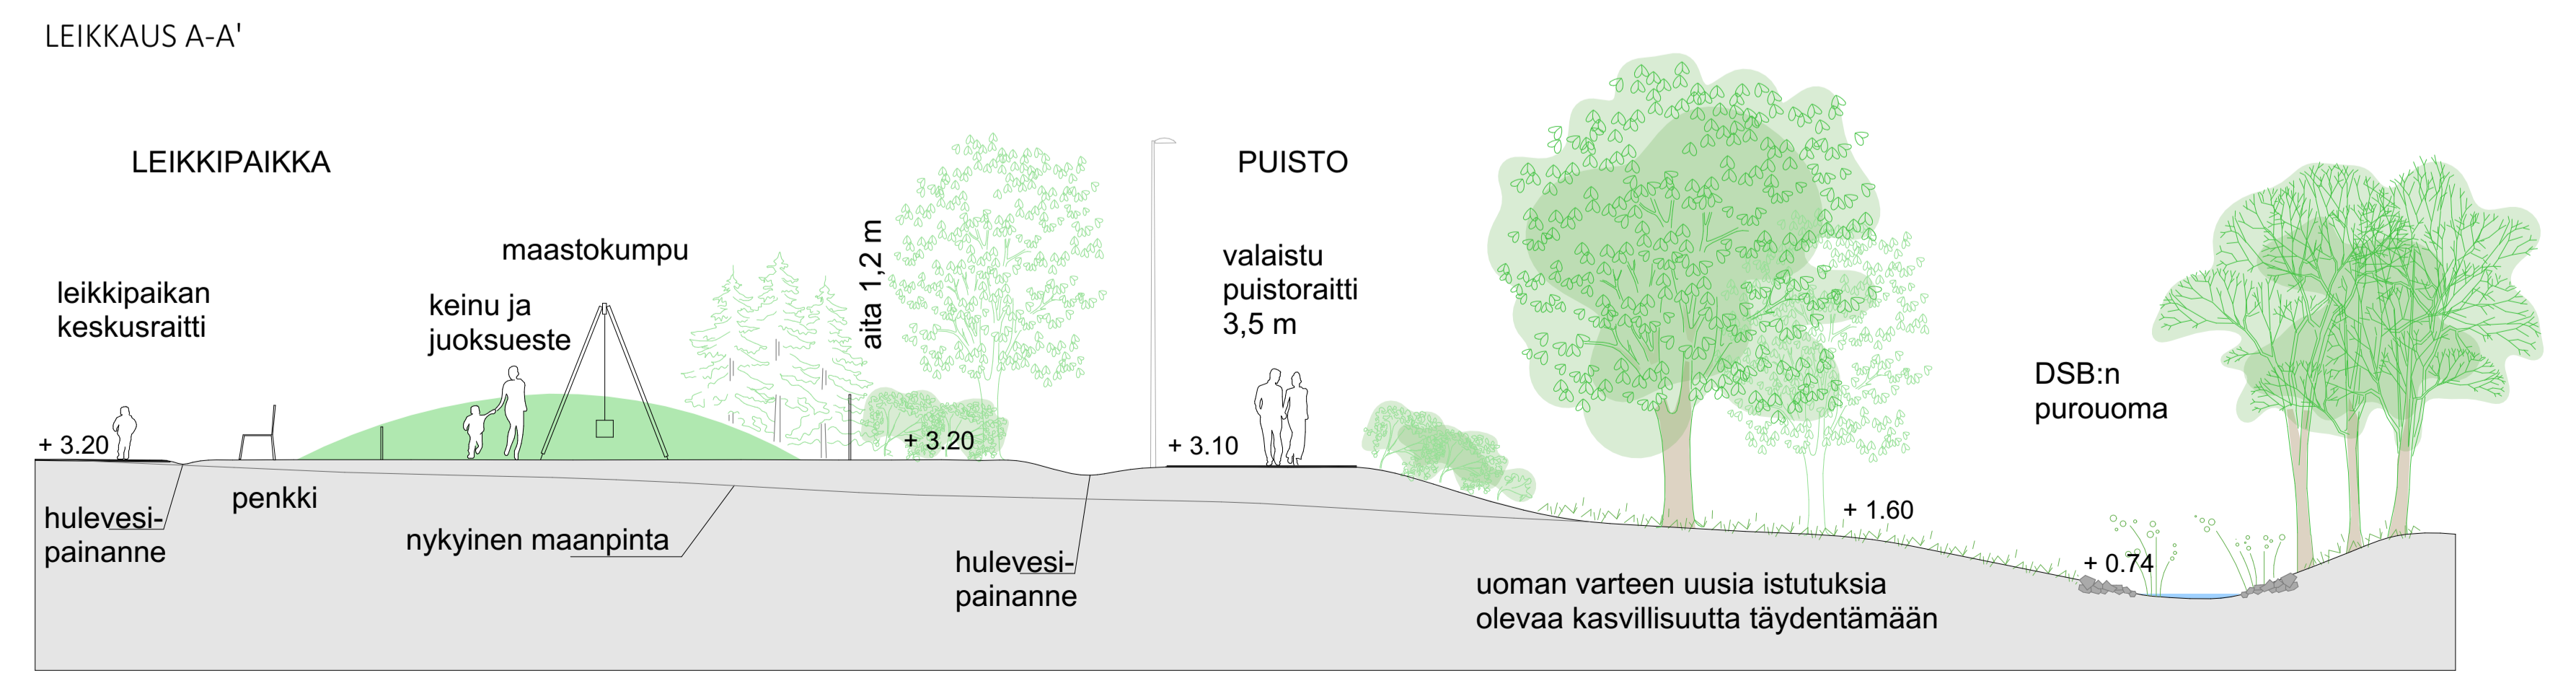 LEIKKAUS A-A'
LEIKKIPAIKKA
PUISTO
leikkipaikan
keskusraitti
keinu ja
juoksueste
maastokumpu
aita 1,2 m
valaistu
puistoraitti
3,5 m
DSB:n
purouoma
+ 3.20
+ 3.20
+ 3.10
+ 1.60
+ 0.74
hulevesi-
painanne
penkki
nykyinen maanpinta
hulevesi-
painanne
uoman varteen uusia istutuksia
olevaa kasvillisuutta täydentämään